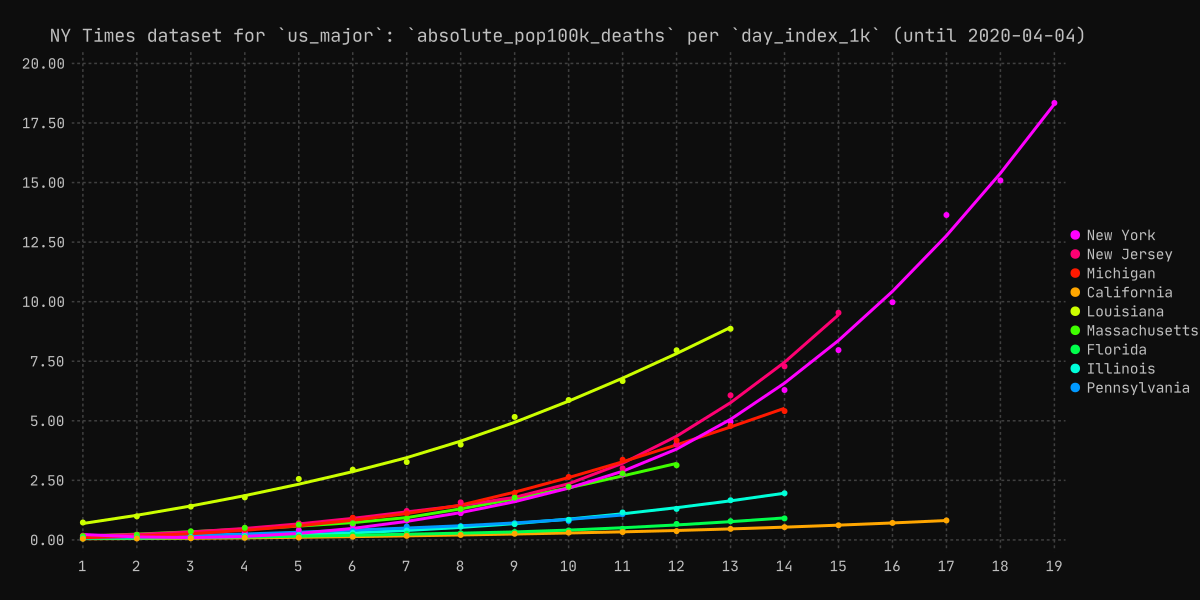 NY Times dataset for `us_major`: `absolute_pop100k_deaths` per `day_index_1k` (until 2020-04-04)
20.00
17.50
15.00
12.50
10.00
7.50
5.00
2.50
0.00
1 2 3 4 5 6 7 8 9 10 11 12 13 14 15 16 17 18 19
New York
New Jersey
Michigan
California
Louisiana
Massachusetts
Florida
Illinois
Pennsylvania